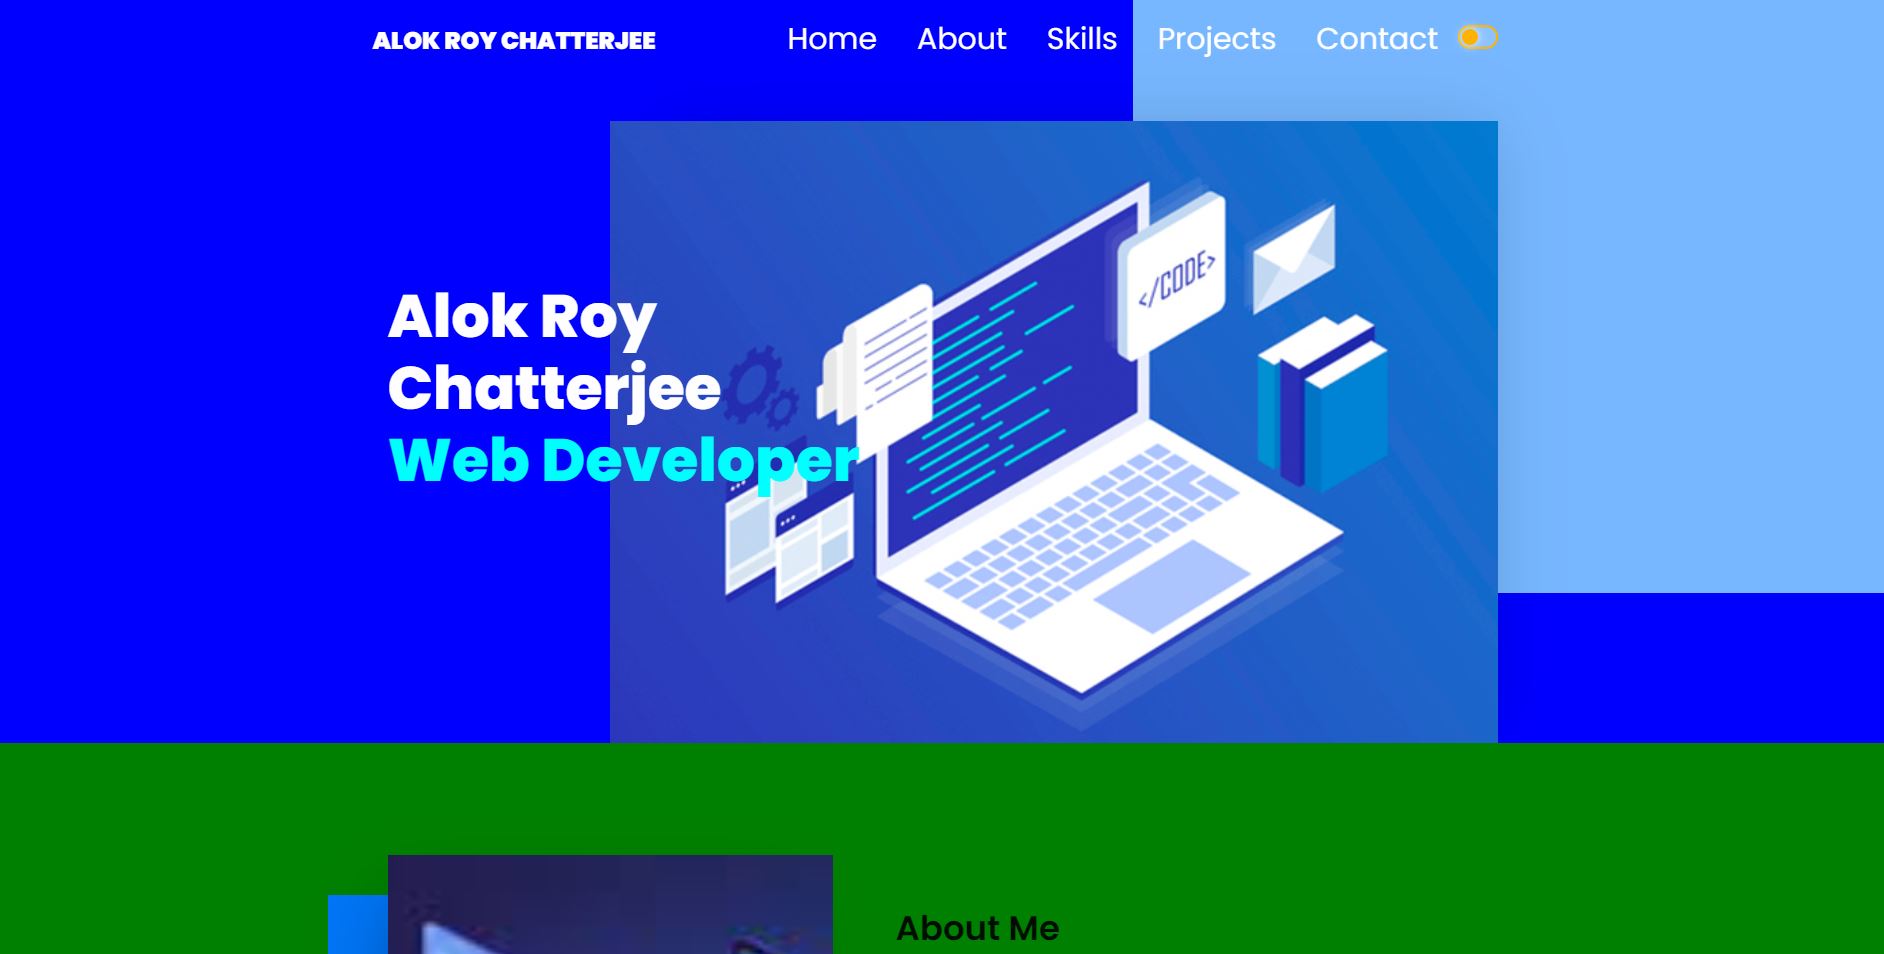 ALOK ROY CHATTERJEE
Home About Skills Projects Contact
</CODE>
Alok Roy
Chatterjee
Web Developer
About Me